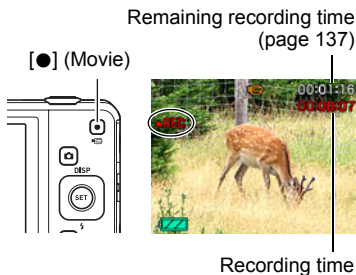 Remaining recording time
(page 137)
[●] (Movie)
00:01:16
00:00:07
●REC
DISP
SET
Recording time